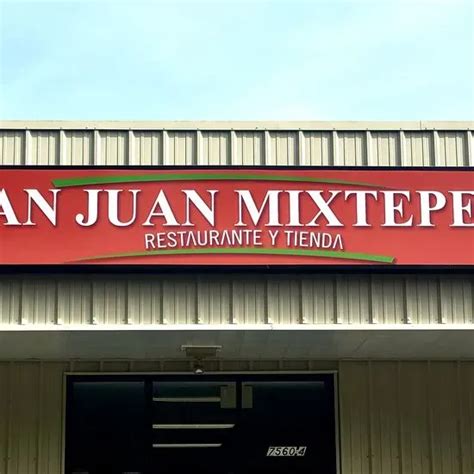 AN JUAN MIXTEPE
RESTAURANTE Y TIENDA
7560-4